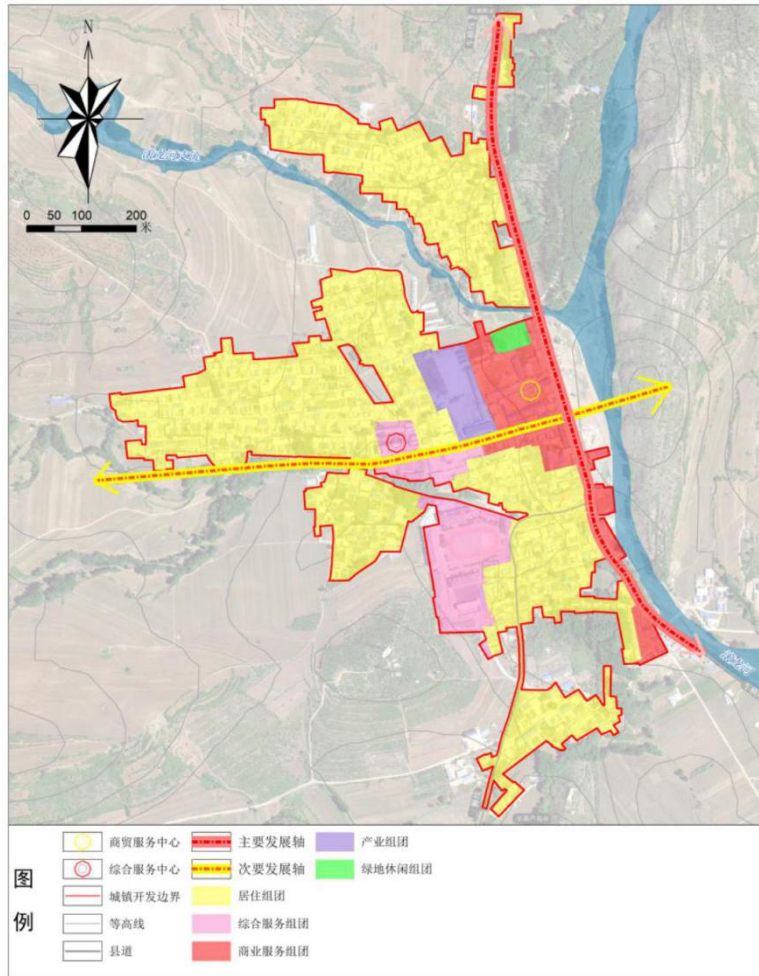 N
0 50 100 200
米
图例
商贸服务中心
主要发展轴
产业组团
综合服务中心
次要发展轴
绿地休闲组团
城镇开发边界
居住组团
等高线
综合服务组团
县道
商业服务组团